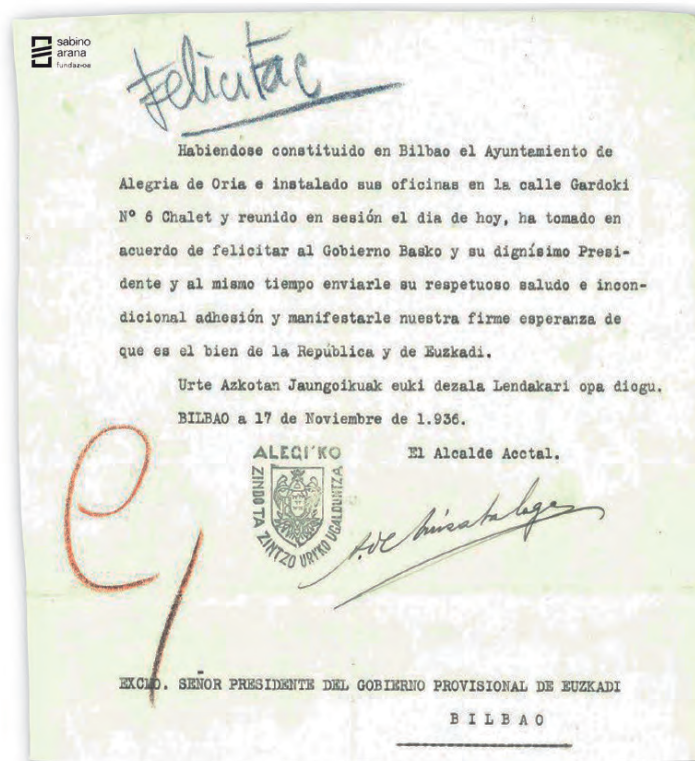 sabino
arana
fundazioa
Felicitac
Habiendose constituido en Bilbao el Ayuntamiento de
Alegria de Oria e instalado sus oficinas en la calle Gardoki
Nº 6 Chalet y reunido en sesión el dia de hoy, ha tomado en
acuerdo de felicitar al Gobierno Basko y su dignísimo Presi-
dente y al mismo tiempo enviarle su respetuoso saludo e incon-
dicional adhesión y manifestarle nuestra firme esperanza de
que es el bien de la República y de Euzkadi.
Urte Azkotan Jaungoikuak euki dezala Lendakari opa diogu.
BILBAO a 17 de Noviembre de 1.936.
ALEGI'KO
ZINDO TA ZINTZO URYKO UGALDUNTZA
El Alcalde Acctal.
EXCMO. SEÑOR PRESIDENTE DEL GOBIERNO PROVISIONAL DE EUZKADI
BILBAO